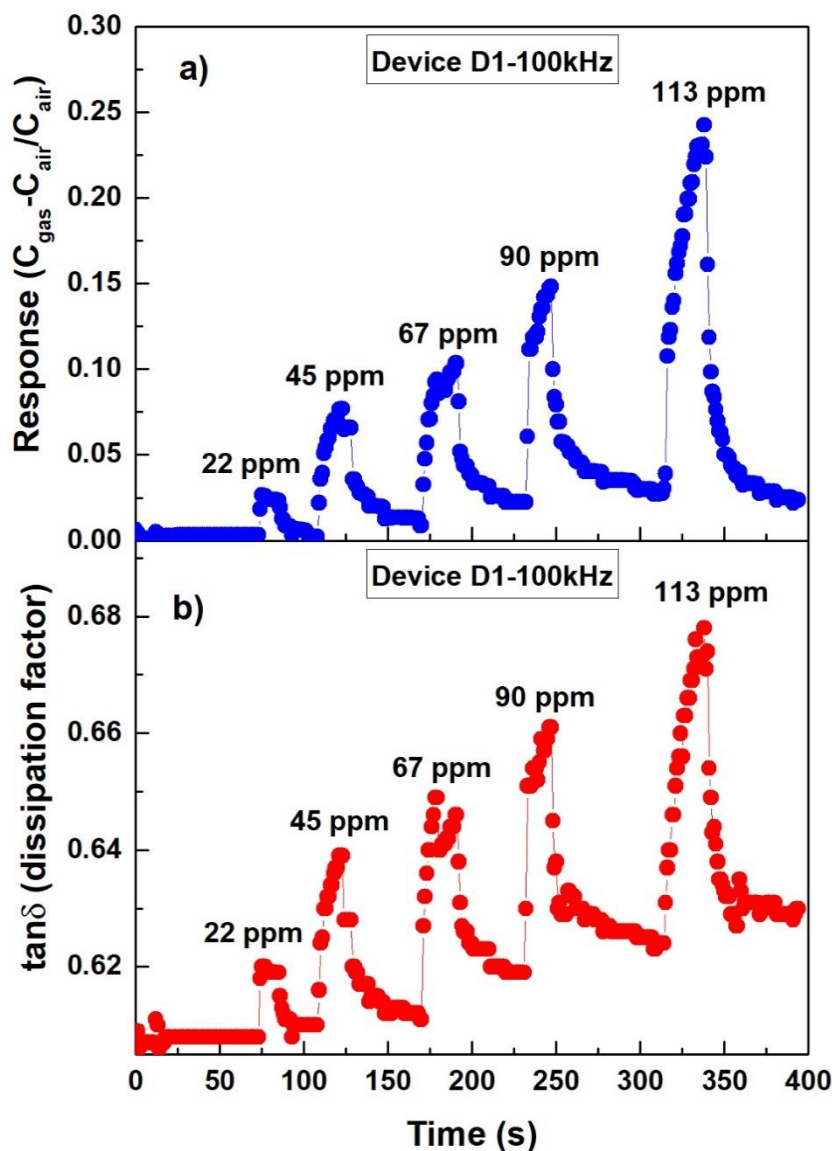 a)
Device D1-100kHz
Response (C_gas-C_air/C_air)
0.30
0.25
0.20
0.15
0.10
0.05
0.00
22 ppm
45 ppm
67 ppm
90 ppm
113 ppm
b)
Device D1-100kHz
tanδ (dissipation factor)
0.68
0.66
0.64
0.62
22 ppm
45 ppm
67 ppm
90 ppm
113 ppm
0 50 100 150 200 250 300 350 400
Time (s)